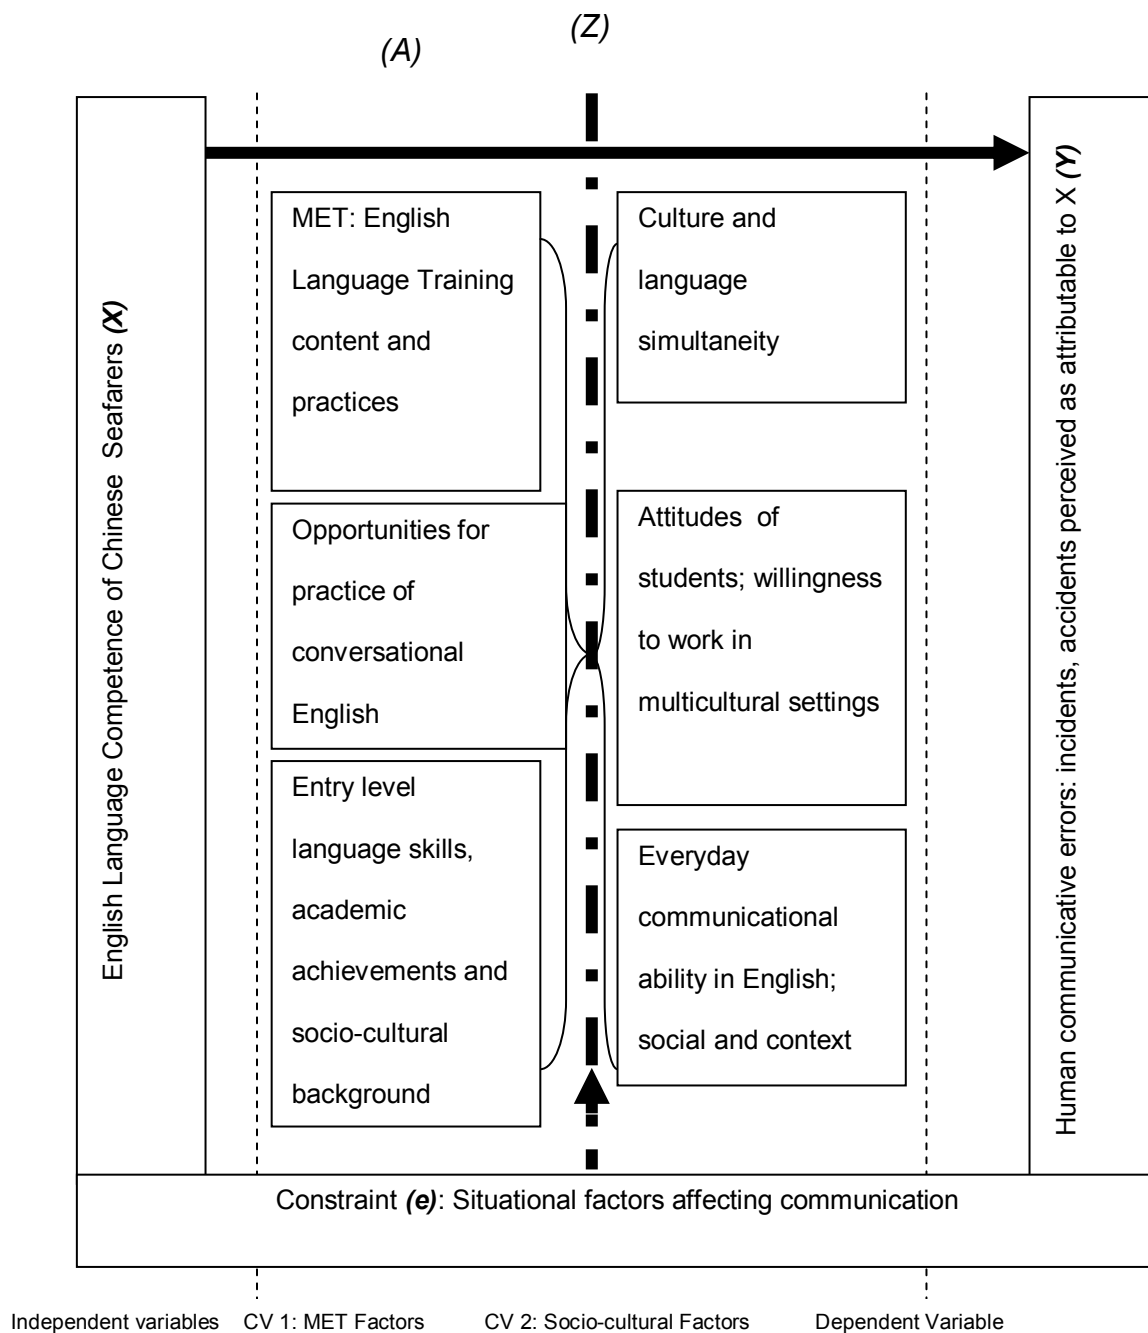 (Z)
(A)
English Language Competence of Chinese Seafarers (X)
MET: English
Language Training
content and
practices
Opportunities for
practice of
conversational
English
Entry level
language skills,
academic
achievements and
socio-cultural
background
Culture and
language
simultaneity
Attitudes of
students; willingness
to work in
multicultural settings
Everyday
communicational
ability in English;
social and context
Human communicative errors: incidents, accidents perceived as attributable to X (Y)
Constraint (e): Situational factors affecting communication
Independent variables CV 1: MET Factors CV 2: Socio-cultural Factors Dependent Variable